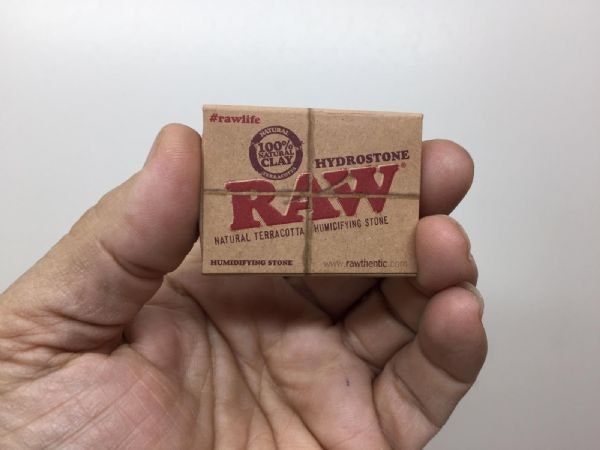 #rawlife
NATURAL
100%
NATURAL
CLAY
TERRACOTTA
HYDROSTONE
RAW®
NATURAL TERRACOTTA HUMIDIFYING STONE
HUMIDIFYING STONE
www.rawthentic.com